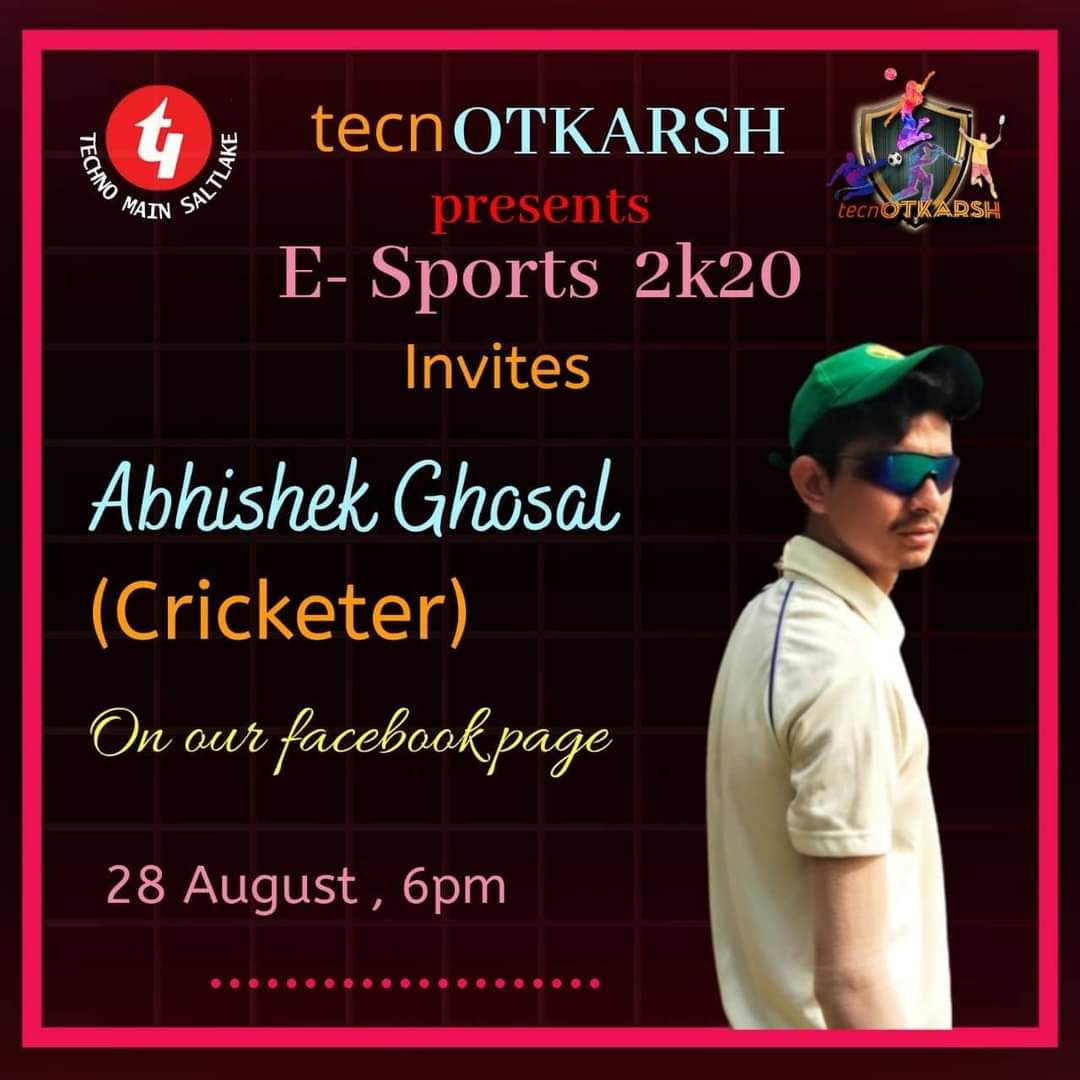 TECHNO MAIN SALTLAKE
tecnOTKARSH
tecnOTKARSH
presents
E- Sports 2k20
Invites
Abhishek Ghosal
(Cricketer)
On our facebook page
28 August , 6pm